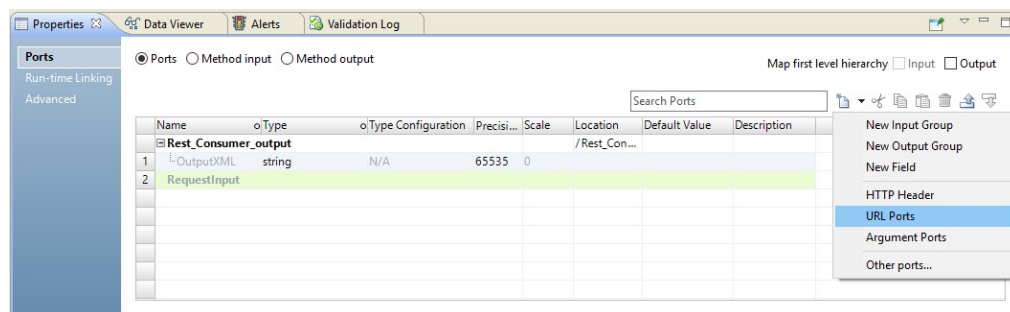 Properties Data Viewer Alerts Validation Log
Ports
Run-time Linking
Advanced
Ports Method input Method output
Map first level hierarchy Input Output
Search Ports
Name Type Type Configuration Precisi... Scale Location Default Value Description
Rest_Consumer_output /Rest_Con...
1 OutputXML string N/A 65535 0
2 RequestInput
New Input Group
New Output Group
New Field
HTTP Header
URL Ports
Argument Ports
Other ports...